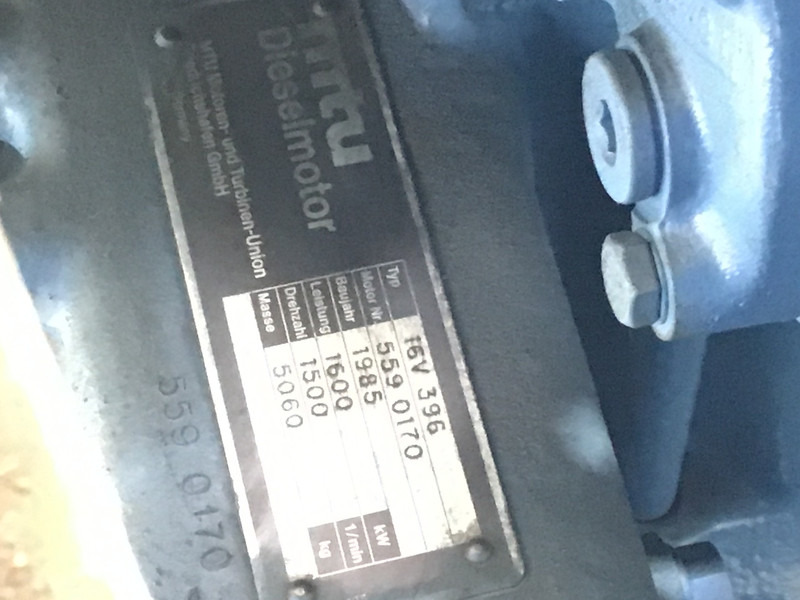 mtu
Dieselmotor
MTU Motoren- und Turbinen-Union
Friedrichshafen GmbH
Germany
Typ 16V 396
Motor Nr. 559 0170
Baujahr 1985
Leistung 1600 kW
Drehzahl 1500 1/min
Masse 5060 kg
559 0170